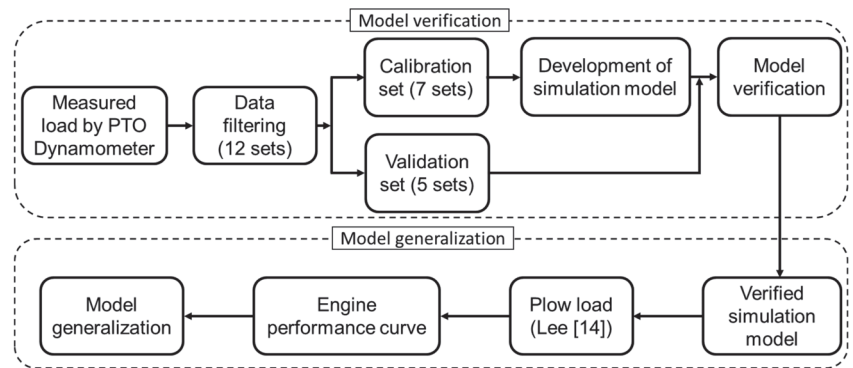 Model verification
Measured
load by PTO
Dynamometer
Data
filtering
(12 sets)
Calibration
set (7 sets)
Validation
set (5 sets)
Development of
simulation model
Model
verification
Model generalization
Verified
simulation
model
Plow load
(Lee [14])
Engine
performance curve
Model
generalization